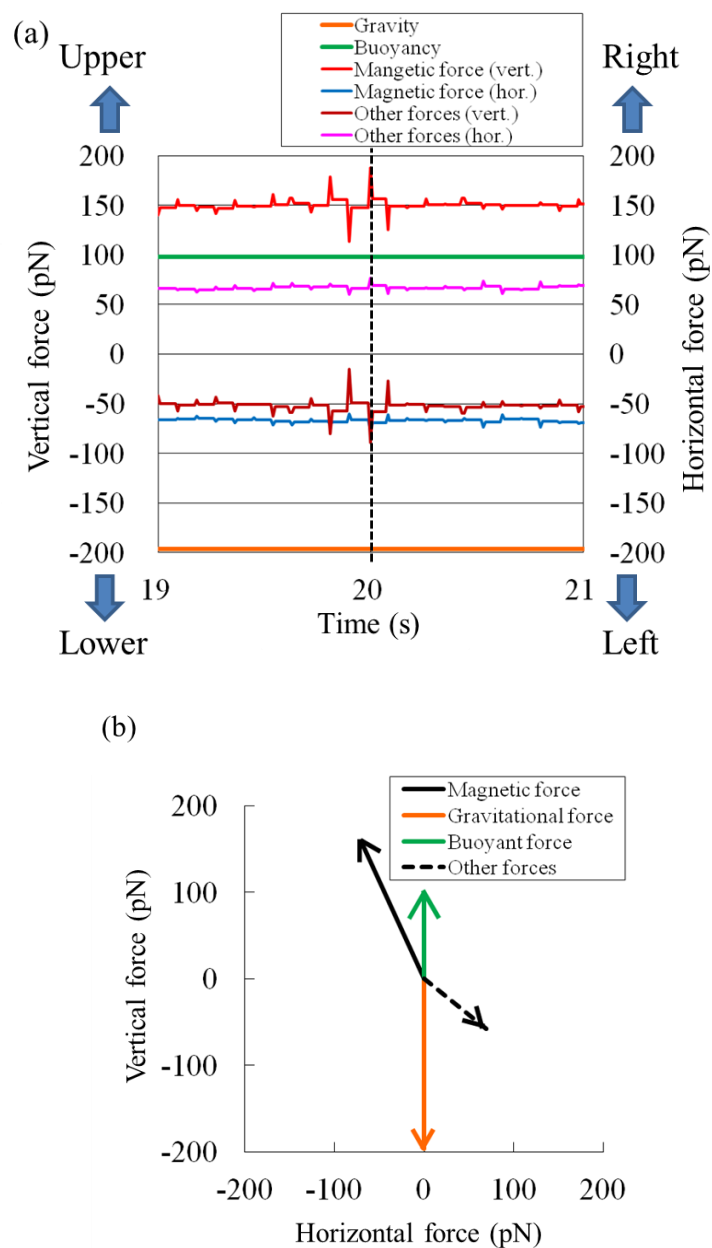 (a)
Gravity
Buoyancy
Mangetic force (vert.)
Magnetic force (hor.)
Other forces (vert.)
Other forces (hor.)
Upper
Right
200
150
100
50
0
-50
-100
-150
-200
Vertical force (pN)
200
150
100
50
0
-50
-100
-150
-200
Horizontal force (pN)
19
20
21
Time (s)
Lower
Left
(b)
Magnetic force
Gravitational force
Buoyant force
Other forces
200
100
0
-100
-200
Vertical force (pN)
-200
-100
0
100
200
Horizontal force (pN)